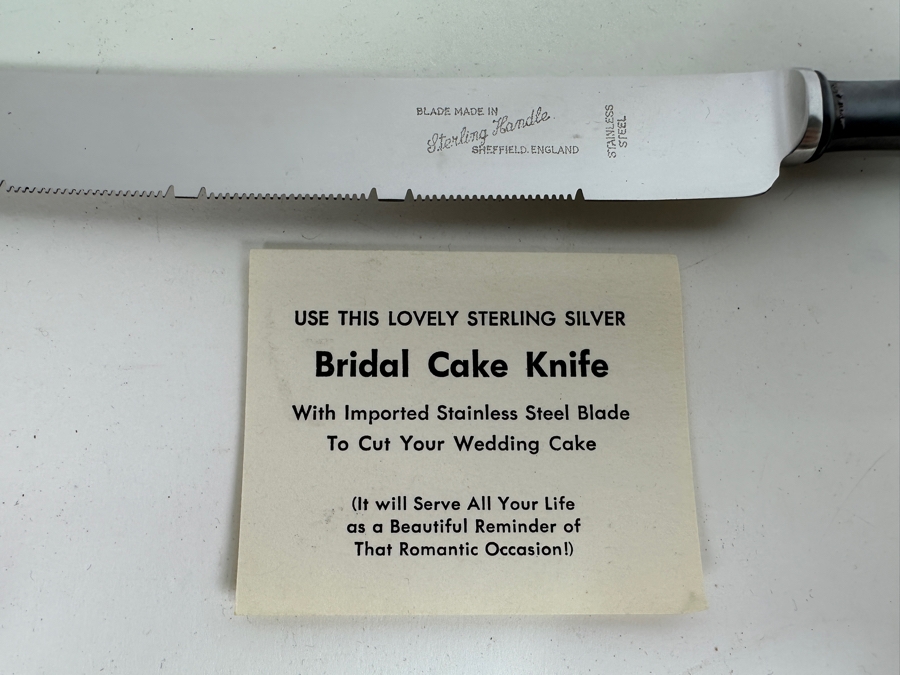 BLADE MADE IN
Sterling Handle
SHEFFIELD. ENGLAND
STAINLESS
STEEL
USE THIS LOVELY STERLING SILVER
Bridal Cake Knife
With Imported Stainless Steel Blade
To Cut Your Wedding Cake
(It will Serve All Your Life
as a Beautiful Reminder of
That Romantic Occasion!)